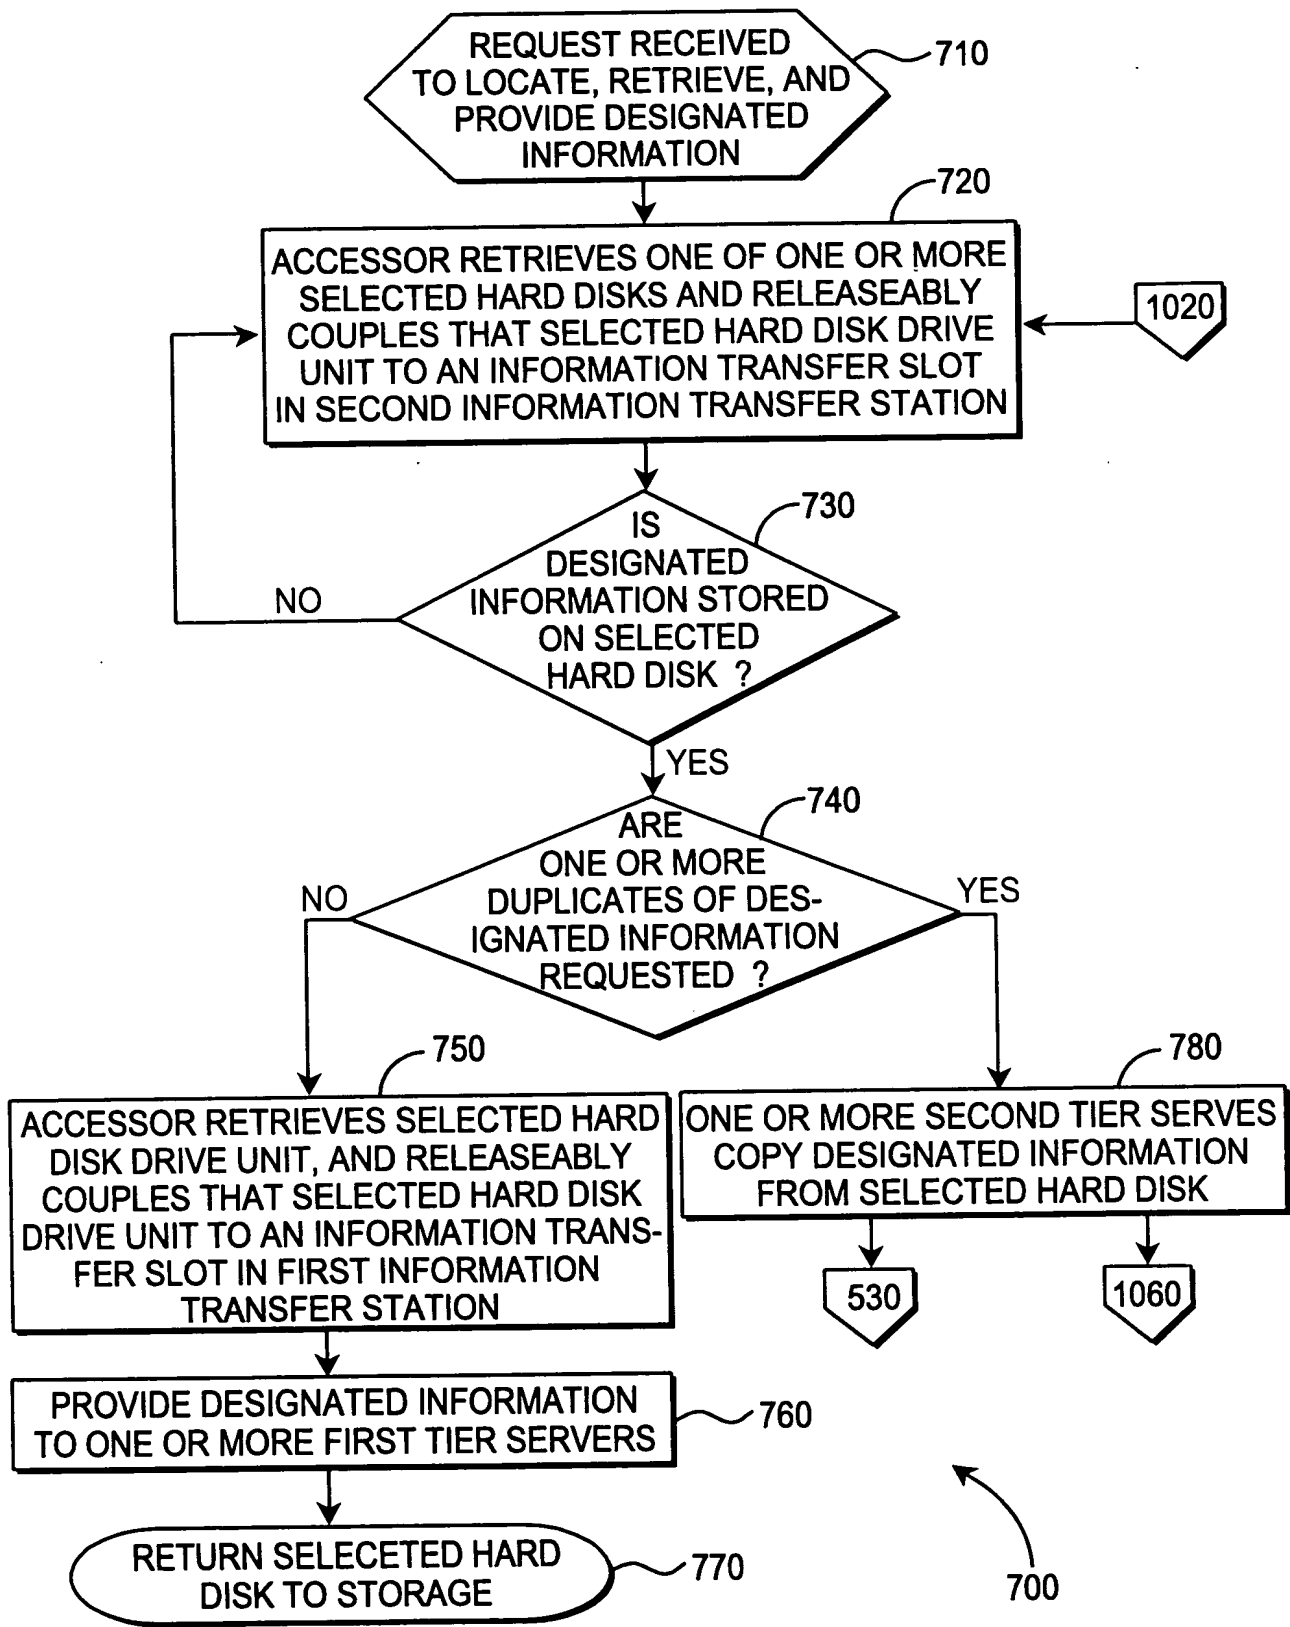 REQUEST RECEIVED
TO LOCATE, RETRIEVE, AND
PROVIDE DESIGNATED
INFORMATION
710
720
ACCESSOR RETRIEVES ONE OF ONE OR MORE
SELECTED HARD DISKS AND RELEASEABLY
COUPLES THAT SELECTED HARD DISK DRIVE
UNIT TO AN INFORMATION TRANSFER SLOT
IN SECOND INFORMATION TRANSFER STATION
1020
730
IS
DESIGNATED
INFORMATION STORED
ON SELECTED
HARD DISK ?
NO
YES
740
ARE
ONE OR MORE
DUPLICATES OF DES-
IGNATED INFORMATION
REQUESTED ?
NO
YES
750
ACCESSOR RETRIEVES SELECTED HARD
DISK DRIVE UNIT, AND RELEASEABLY
COUPLES THAT SELECTED HARD DISK
DRIVE UNIT TO AN INFORMATION TRANS-
FER SLOT IN FIRST INFORMATION
TRANSFER STATION
780
ONE OR MORE SECOND TIER SERVES
COPY DESIGNATED INFORMATION
FROM SELECTED HARD DISK
530
1060
PROVIDE DESIGNATED INFORMATION
TO ONE OR MORE FIRST TIER SERVERS
760
RETURN SELECETED HARD
DISK TO STORAGE
770
700